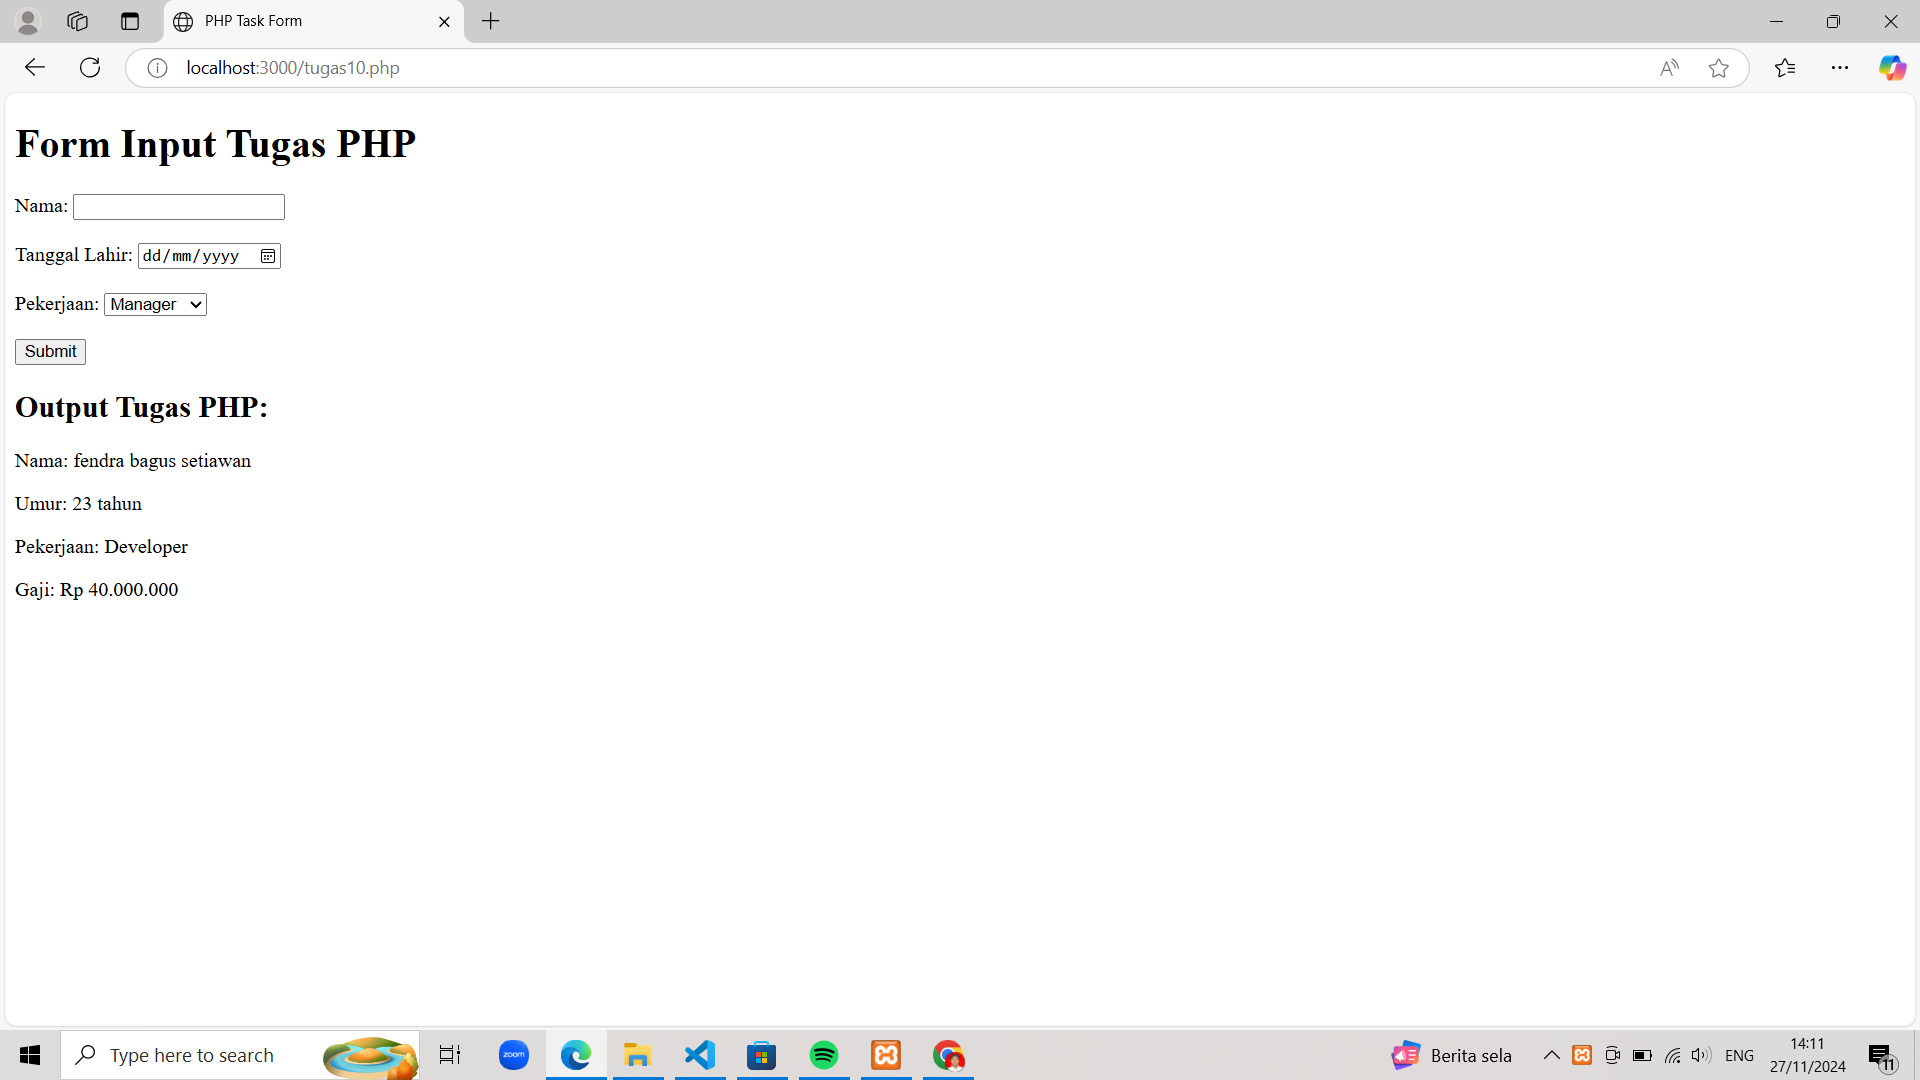 PHP Task Form
localhost:3000/tugas10.php
Form Input Tugas PHP
Nama:
Tanggal Lahir: dd/mm/yyyy
Pekerjaan: Manager
Submit
Output Tugas PHP:
Nama: fendra bagus setiawan
Umur: 23 tahun
Pekerjaan: Developer
Gaji: Rp 40.000.000
Type here to search
zoom
Berita sela
ENG
14:11
27/11/2024
11